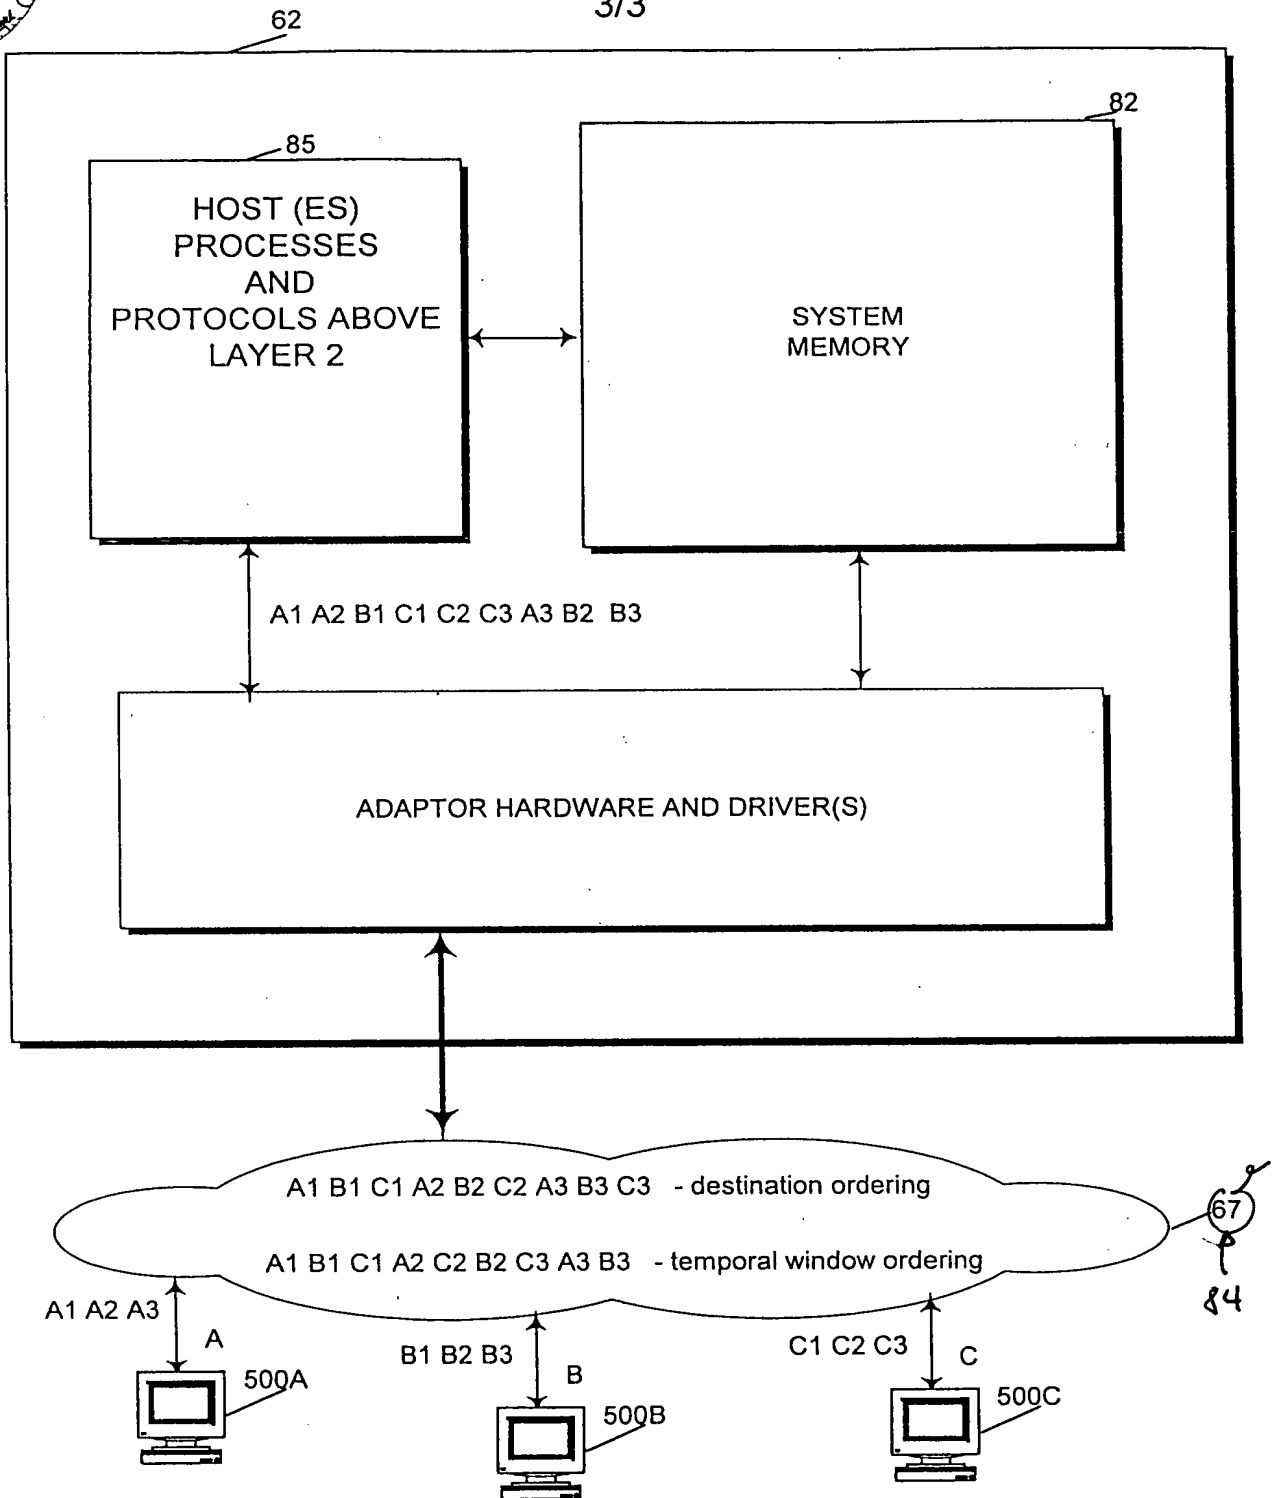 3/3
62
82
85
HOST (ES)
PROCESSES
AND
PROTOCOLS ABOVE
LAYER 2
SYSTEM
MEMORY
A1 A2 B1 C1 C2 C3 A3 B2 B3
ADAPTOR HARDWARE AND DRIVER(S)
A1 B1 C1 A2 B2 C2 A3 B3 C3 - destination ordering
67
A1 B1 C1 A2 C2 B2 C3 A3 B3 - temporal window ordering
84
A1 A2 A3
A
B1 B2 B3
C1 C2 C3
C
500A
B
500C
500B